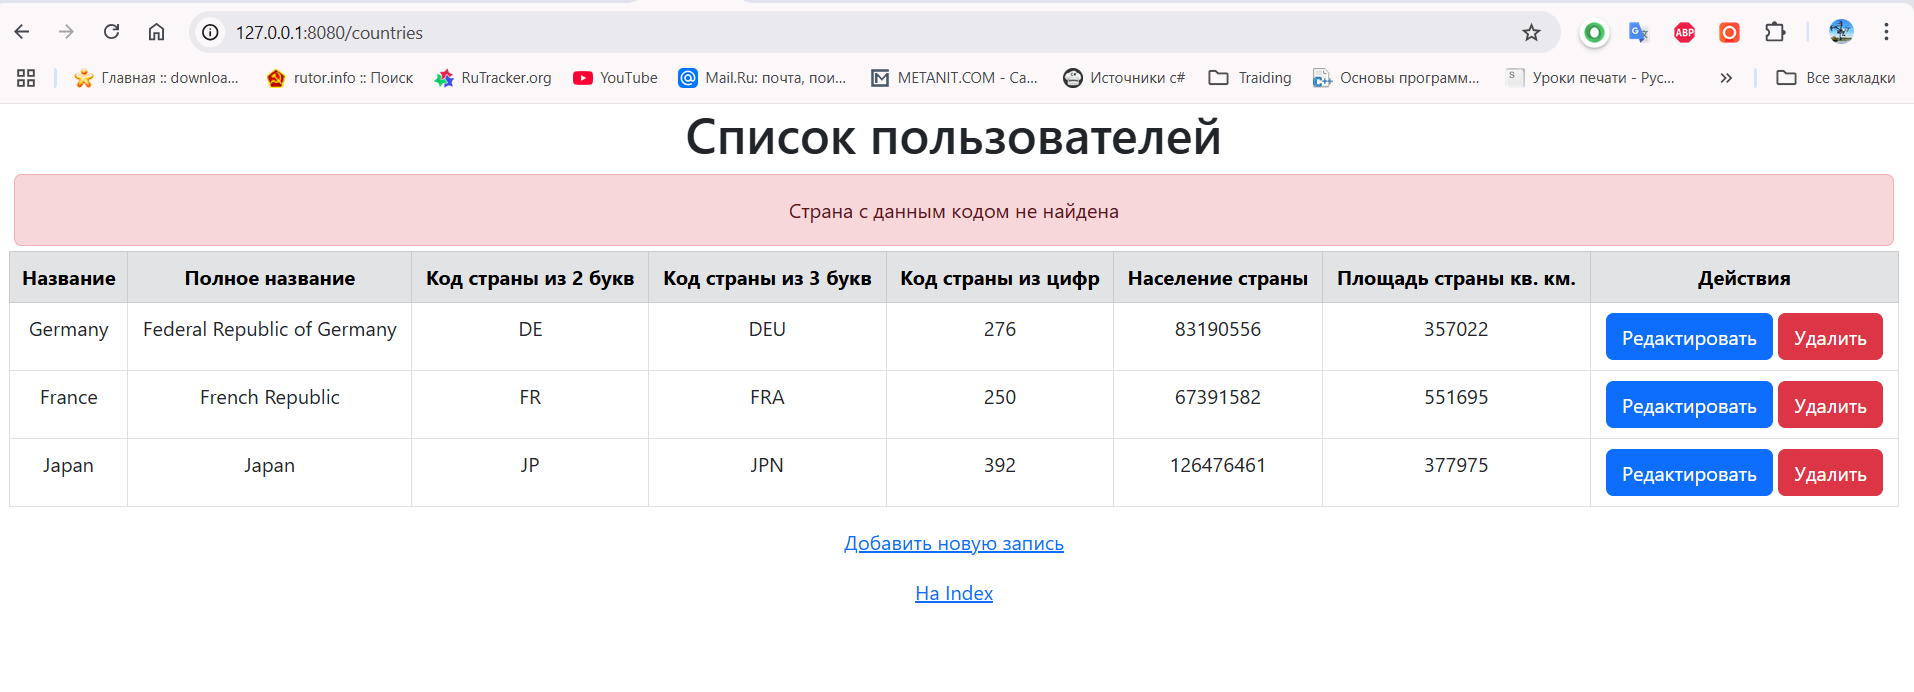 127.0.0.1:8080/countries
Главная :: downloa... rutor.info :: Поиск RuTracker.org YouTube Mail.Ru: почта, пои... METANIT.COM - Са... Источники c# Traiding Основы программ... Уроки печати - Рус... » Все закладки
Список пользователей
Страна с данным кодом не найдена
Название Полное название Код страны из 2 букв Код страны из 3 букв Код страны из цифр Население страны Площадь страны кв. км. Действия
Germany Federal Republic of Germany DE DEU 276 83190556 357022 Редактировать Удалить
France French Republic FR FRA 250 67391582 551695 Редактировать Удалить
Japan Japan JP JPN 392 126476461 377975 Редактировать Удалить
Добавить новую запись
На Index